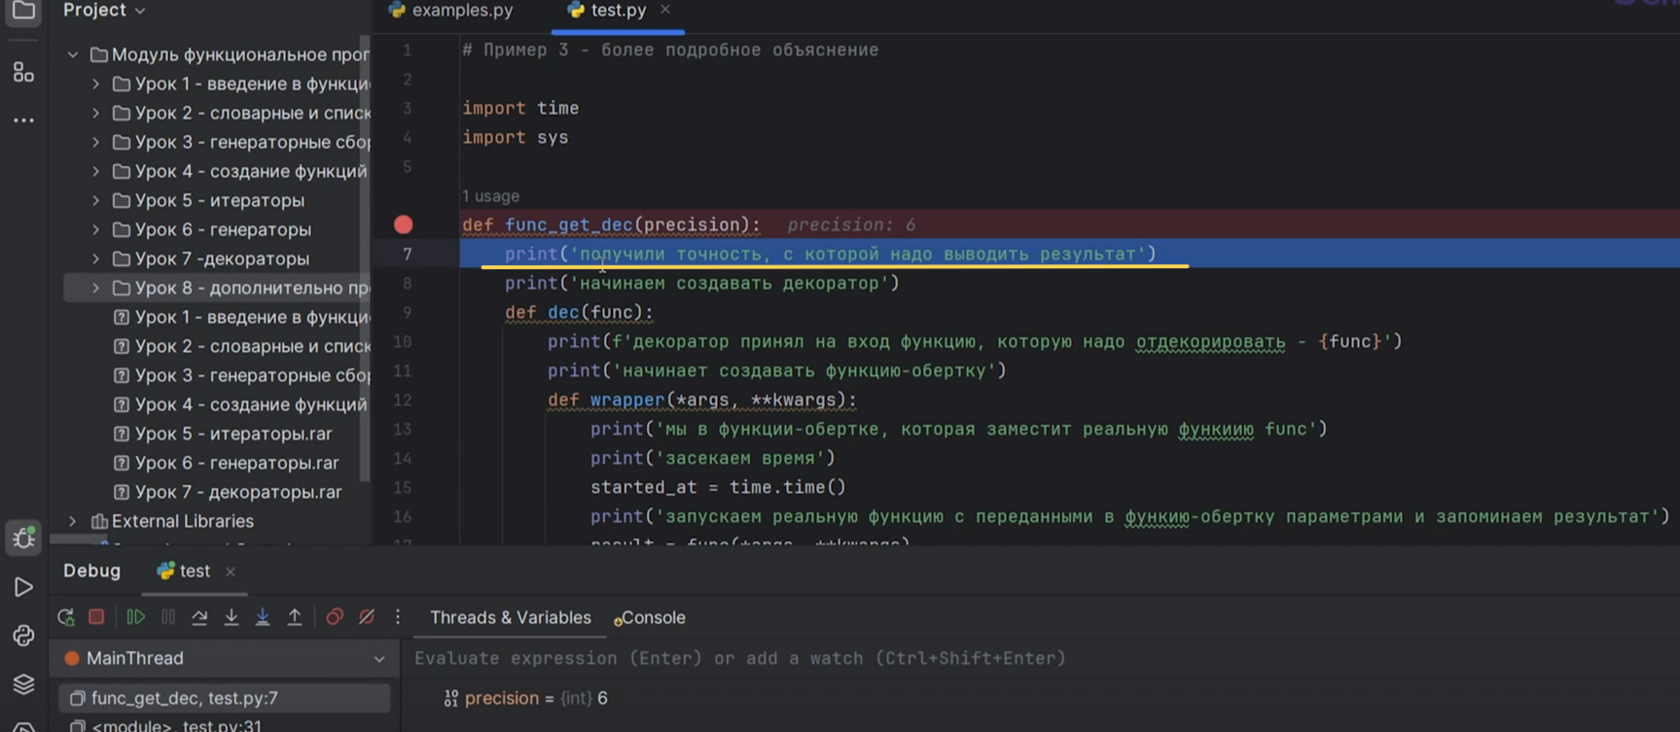 Project
examples.py
test.py
Модуль функциональное прог
Урок 1 - введение в функци
Урок 2 - словарные и списк
Урок 3 - генераторные сбор
Урок 4 - создание функций
Урок 5 - итераторы
Урок 6 - генераторы
Урок 7 -декораторы
Урок 8 - дополнительно пр
Урок 1 - введение в функци
Урок 2 - словарные и списк
Урок 3 - генераторные сбор
Урок 4 - создание функций
Урок 5 - итераторы.rar
Урок 6 - генераторы.rar
Урок 7 - декораторы.rar
External Libraries
1 # Пример 3 - более подробное объяснение
2
3 import time
4 import sys
5
1 usage
def func_get_dec(precision): precision: 6
7 print('получили точность, с которой надо выводить результат')
8 print('начинаем создавать декоратор')
9 def dec(func):
10 print(f'декоратор принял на вход функцию, которую надо отдекорировать - {func}')
11 print('начинает создавать функцию-обертку')
12 def wrapper(*args, **kwargs):
13 print('мы в функции-обертке, которая заместит реальную функиию func')
14 print('засекаем время')
15 started_at = time.time()
16 print('запускаем реальную функцию с переданными в функию-обертку параметрами и запоминаем результат')
17 result = func(*args, **kwargs)
Debug
test
Threads & Variables
Console
MainThread
Evaluate expression (Enter) or add a watch (Ctrl+Shift+Enter)
func_get_dec, test.py:7
precision = {int} 6
<module>, test.py:31